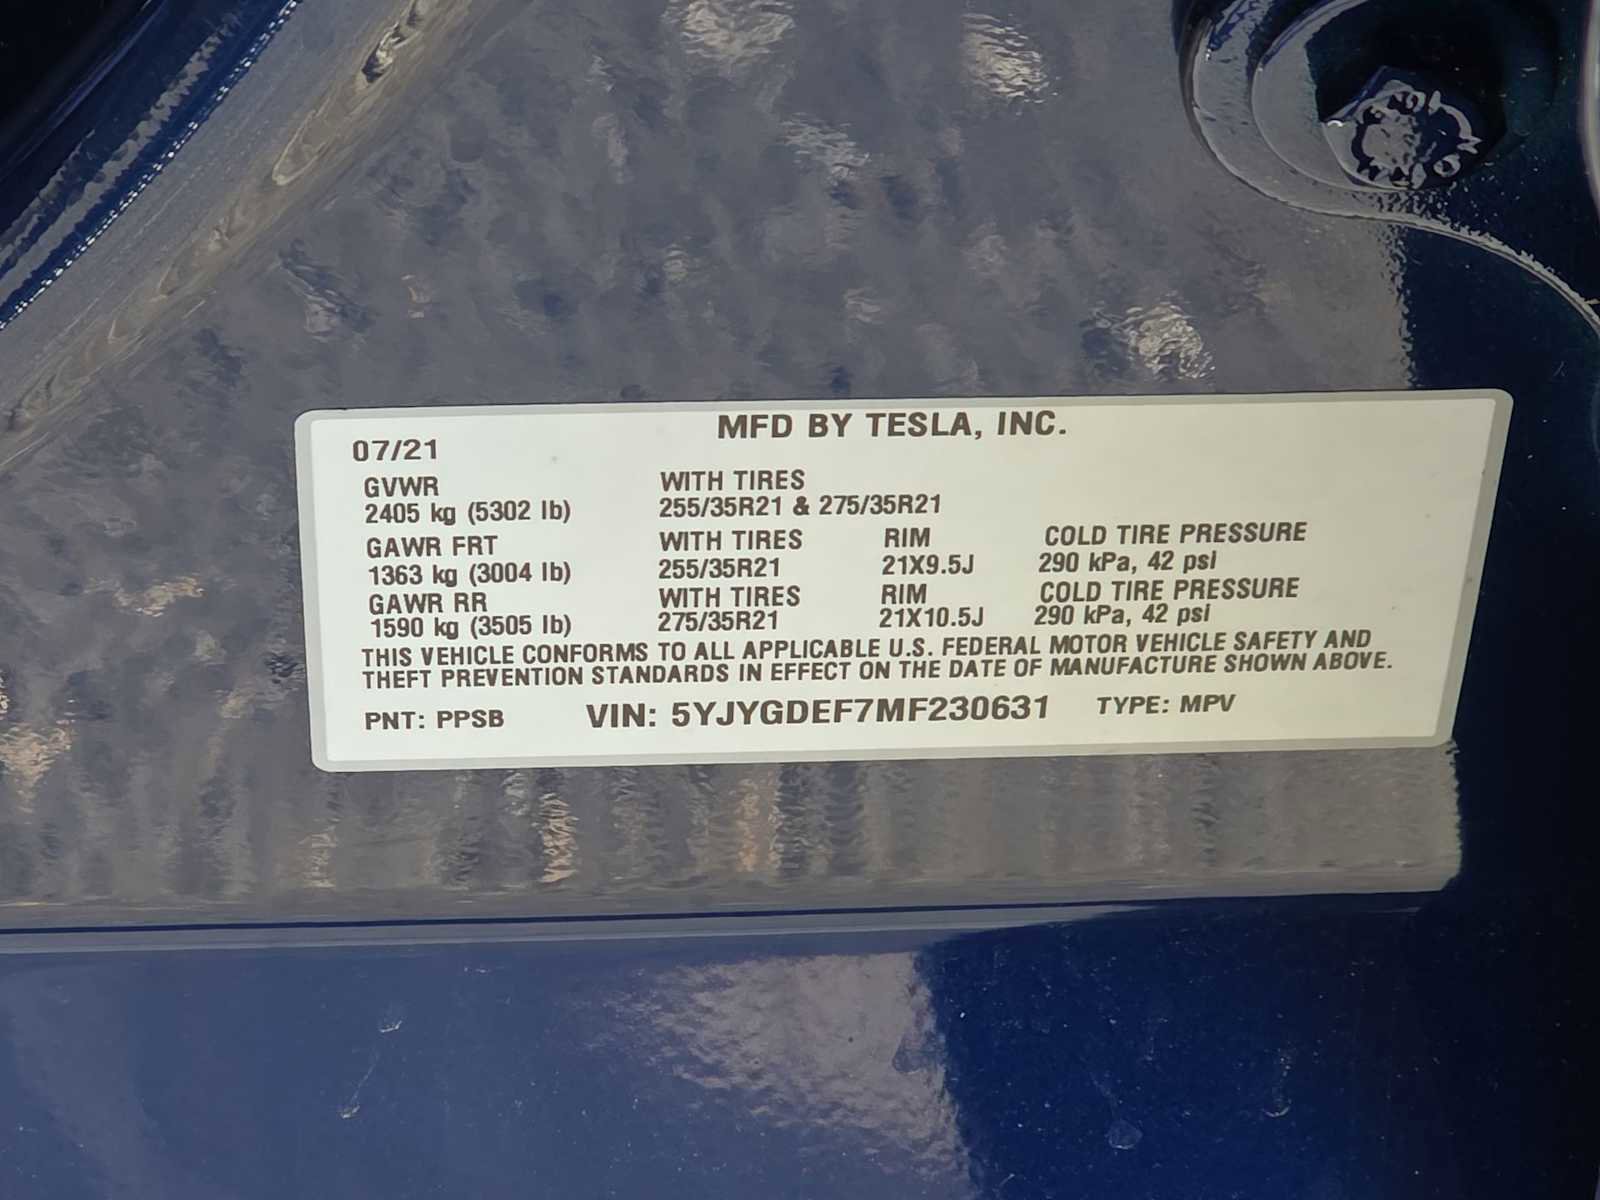 MFD BY TESLA, INC.
07/21
GVWR WITH TIRES
2405 kg (5302 lb) 255/35R21 & 275/35R21
GAWR FRT WITH TIRES RIM COLD TIRE PRESSURE
1363 kg (3004 lb) 255/35R21 21X9.5J 290 kPa, 42 psi
GAWR RR WITH TIRES RIM COLD TIRE PRESSURE
1590 kg (3505 lb) 275/35R21 21X10.5J 290 kPa, 42 psi
THIS VEHICLE CONFORMS TO ALL APPLICABLE U.S. FEDERAL MOTOR VEHICLE SAFETY AND
THEFT PREVENTION STANDARDS IN EFFECT ON THE DATE OF MANUFACTURE SHOWN ABOVE.
PNT: PPSB VIN: 5YJYGDEF7MF230631 TYPE: MPV